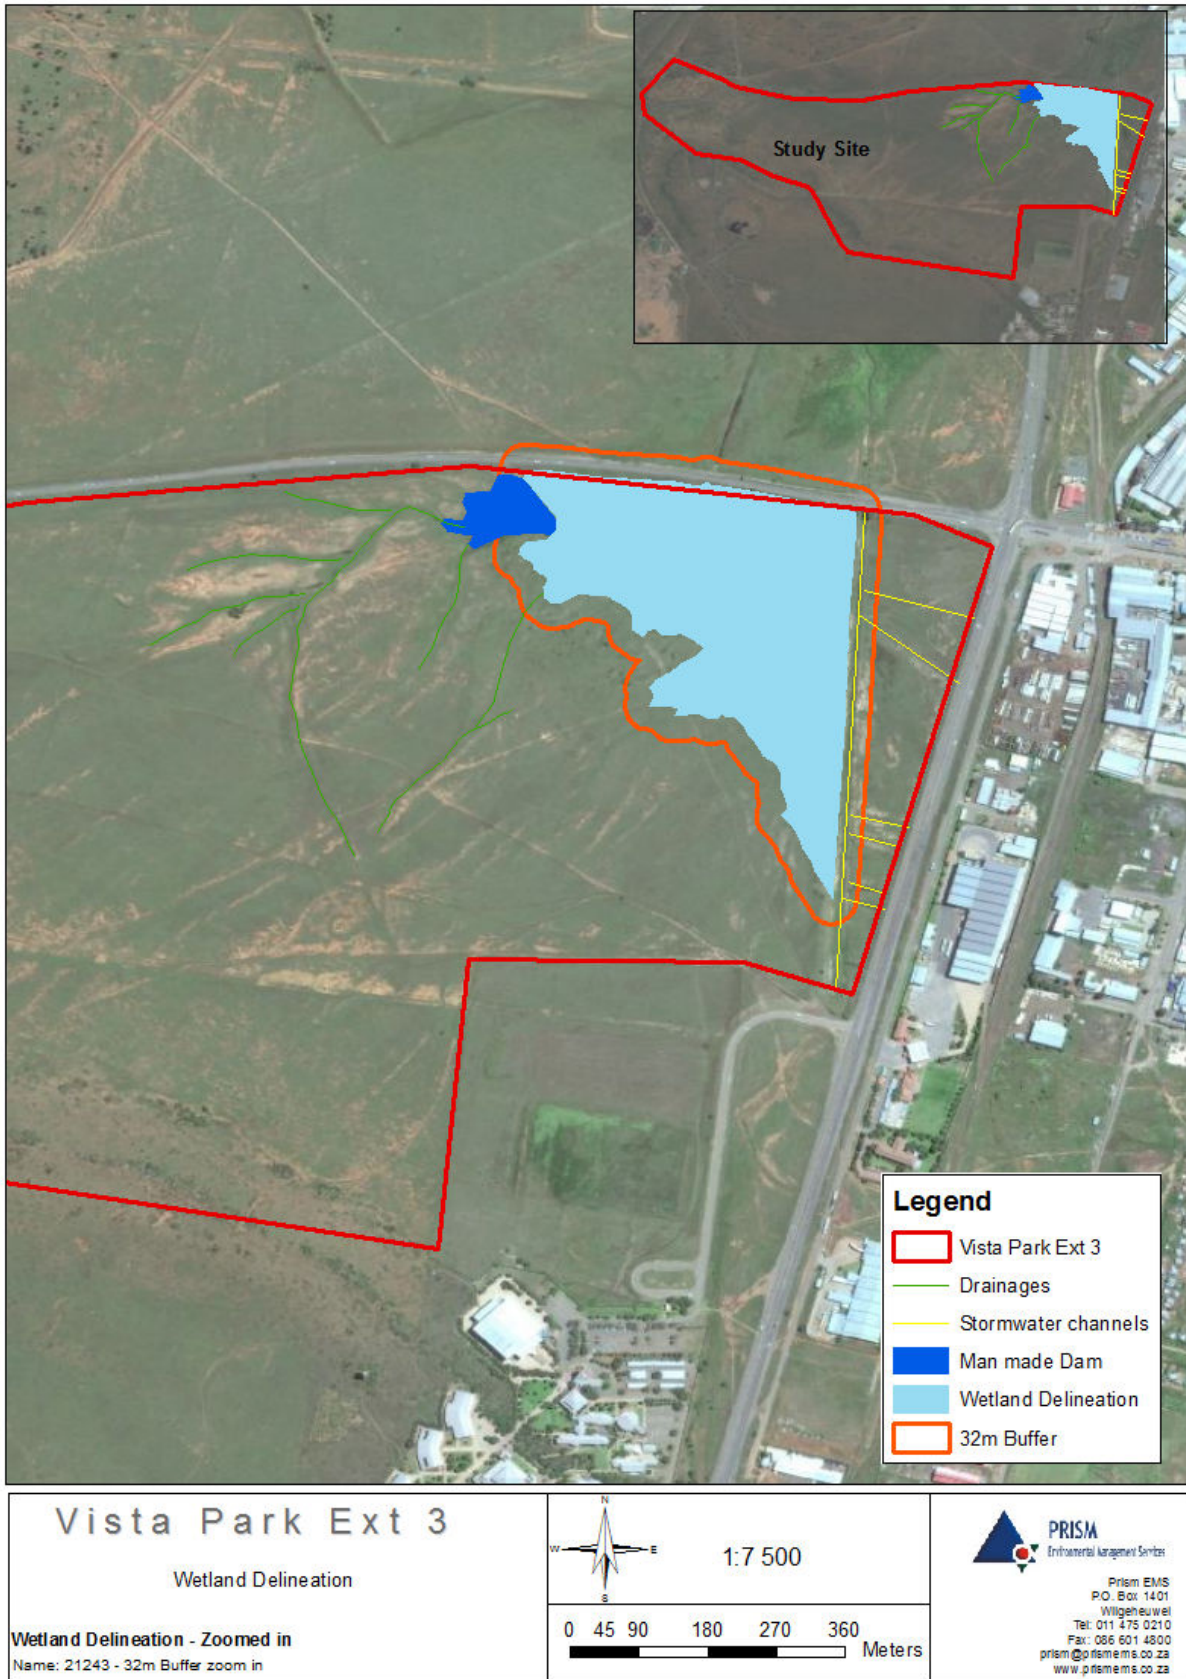 Study Site
Legend
Vista Park Ext 3
Drainages
Stormwater channels
Man made Dam
Wetland Delineation
32m Buffer
Vista Park Ext 3
Wetland Delineation
Wetland Delineation - Zoomed in
Name: 21243 - 32m Buffer zoom in
N
W E
S
1:7 500
0 45 90 180 270 360
Meters
PRISM
Environmental Management Services
Prism EMS
P.O. Box 1401
Wilgeheuwel
Tel: 011 475 0210
Fax: 086 601 4800
prism@prismems.co.za
www.prismems.co.za